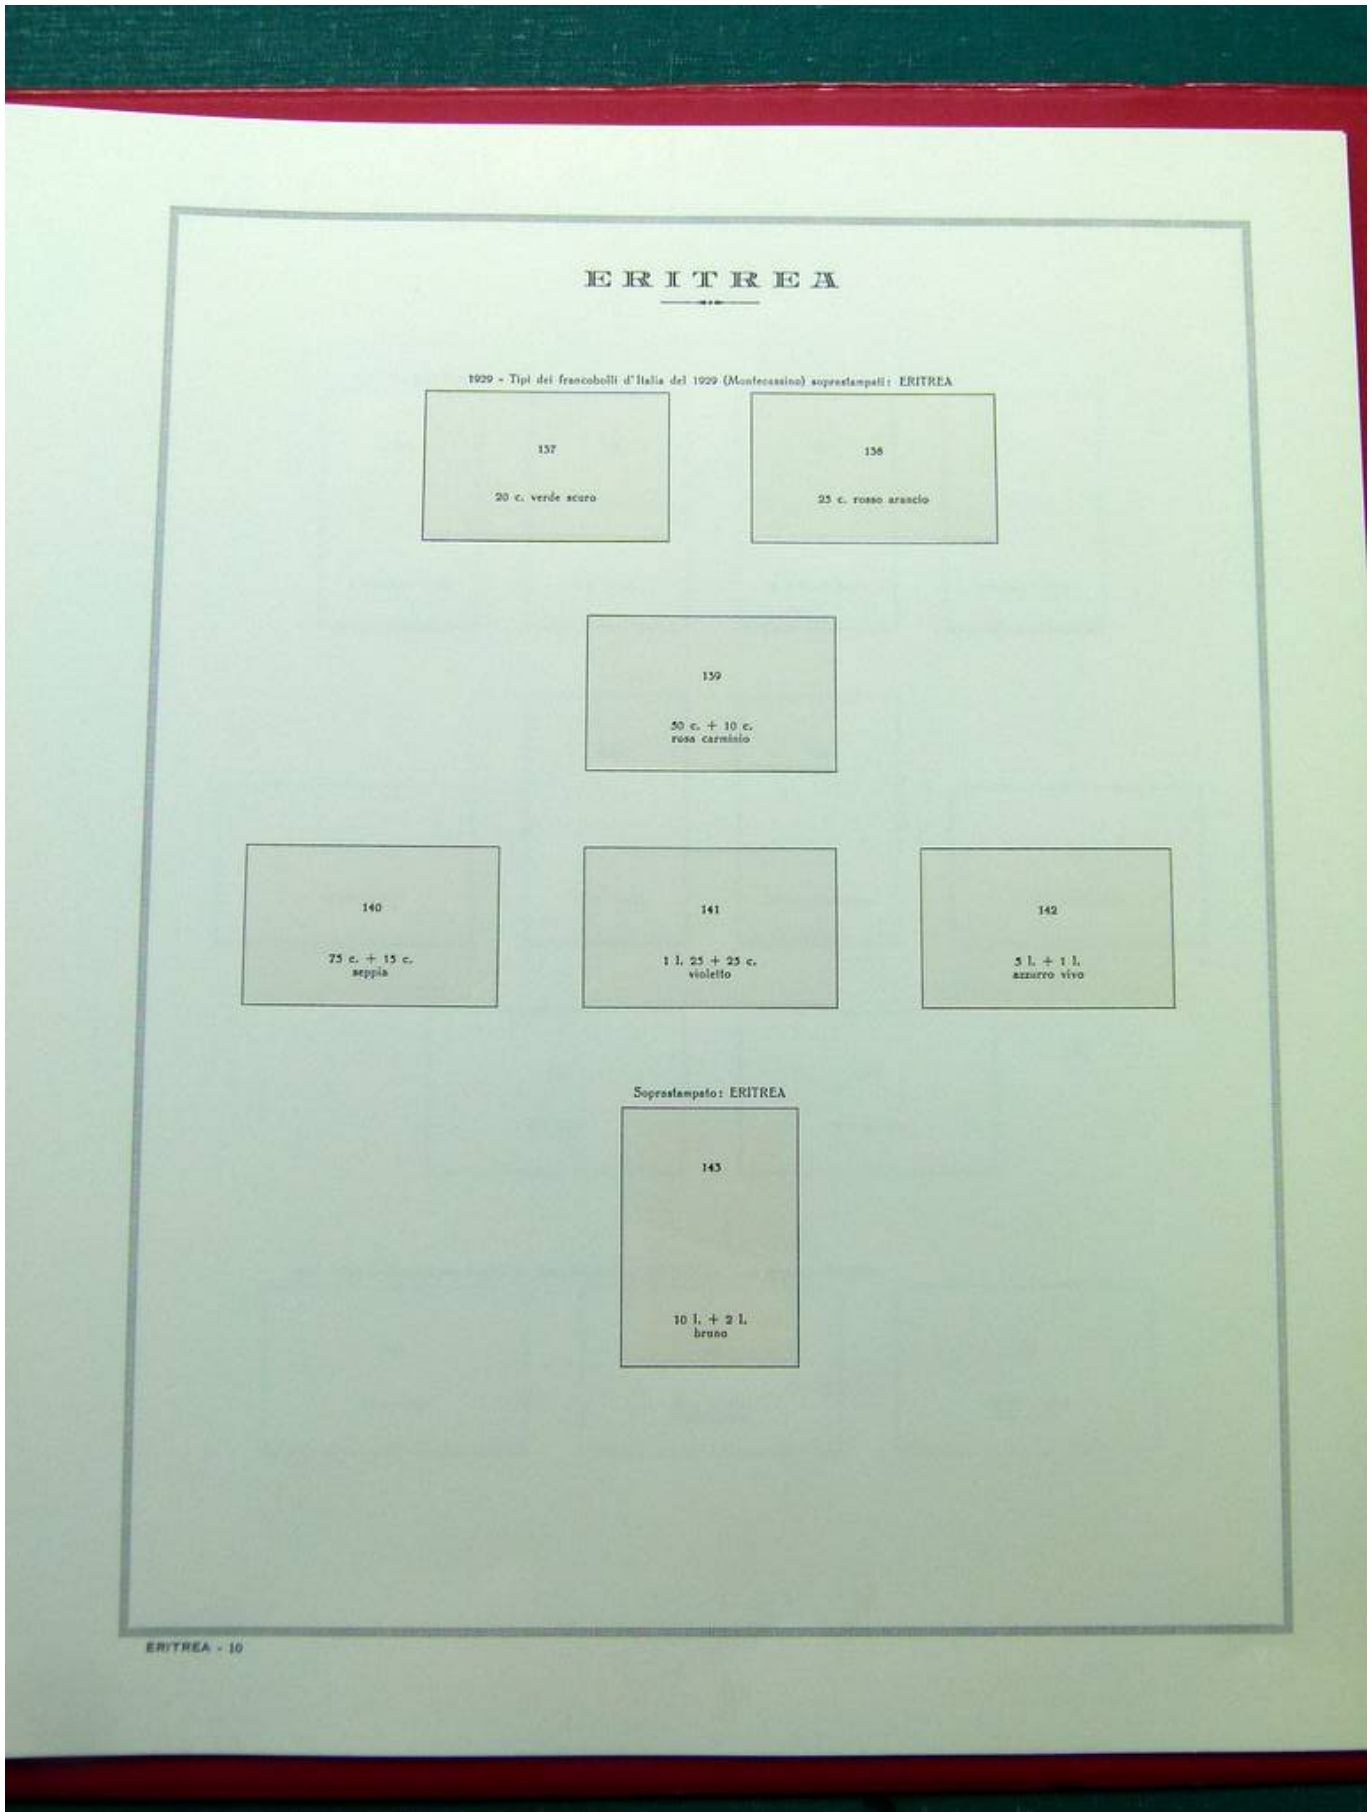 ERITREA
1929 - Tipi dei francobolli d'Italia del 1929 (Montecassino) soprastampati: ERITREA
137
20 c. verde scuro
138
25 c. rosso arancio
139
50 c. + 10 c.
rosa carminio
140
75 c. + 15 c.
seppia
141
1 l. 25 + 25 c.
violetto
142
5 l. + 1 l.
azzurro vivo
Soprastampato: ERITREA
143
10 l. + 2 l.
bruno
ERITREA - 10